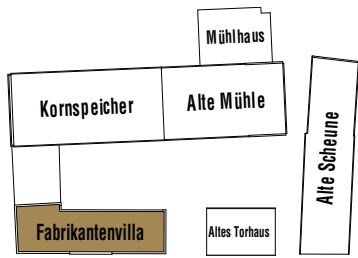 Mühlhaus
Kornspeicher
Alte Mühle
Alte Scheune
Fabrikantenvilla
Altes Torhaus